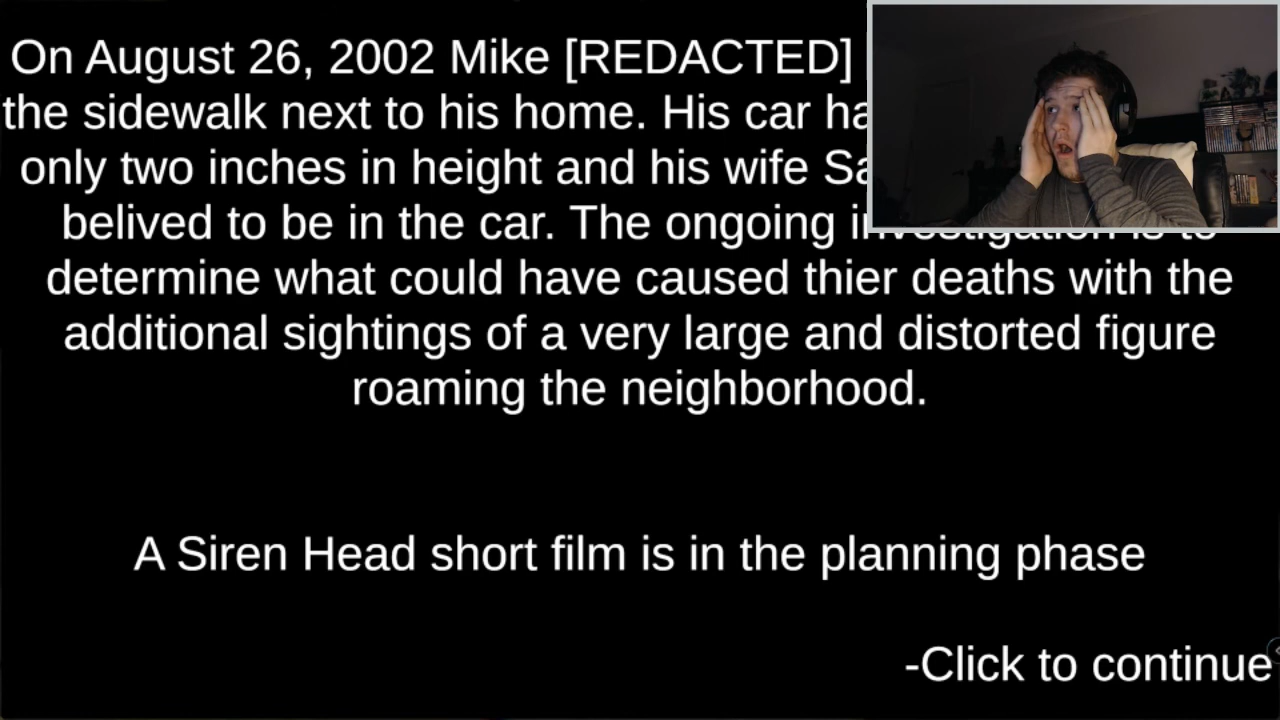 On August 26, 2002 Mike [REDACTED]
the sidewalk next to his home. His car ha
only two inches in height and his wife Sa
belived to be in the car. The ongoing investigation is to
determine what could have caused thier deaths with the
additional sightings of a very large and distorted figure
roaming the neighborhood.
A Siren Head short film is in the planning phase
-Click to continue